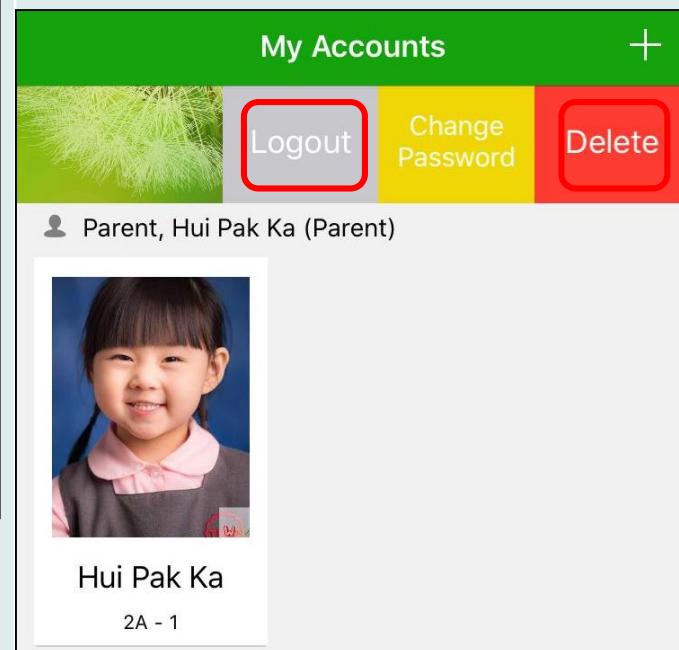 My Accounts +
Logout
Change
Password
Delete
Parent, Hui Pak Ka (Parent)
Hui Pak Ka
2A - 1